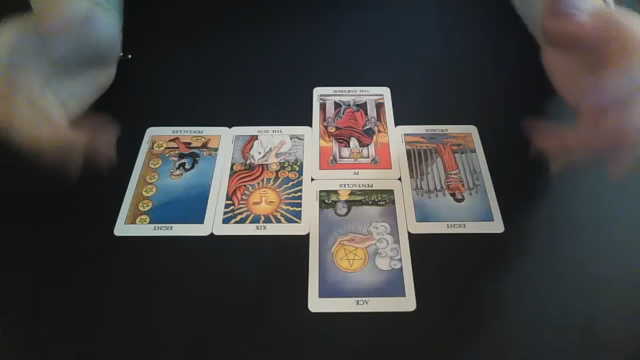 THE EMPEROR
IV
PENTACLES
EIGHT
THE SUN
XIX
SWORDS
EIGHT
PENTACLES
ACE